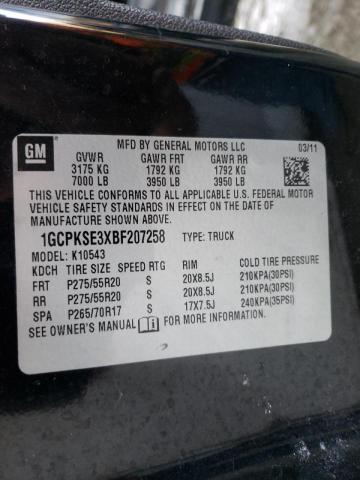 GM
MFD BY GENERAL MOTORS LLC
03/11
GVWR GAWR FRT GAWR RR
3175 KG 1792 KG 1792 KG
7000 LB 3950 LB 3950 LB
THIS VEHICLE CONFORMS TO ALL APPLICABLE U.S. FEDERAL MOTOR
VEHICLE SAFETY STANDARDS IN EFFECT ON THE DATE OF
MANUFACTURE SHOWN ABOVE.
1GCPKSE3XBF207258 TYPE: TRUCK
MODEL: K10543
KDCH TIRE SIZE SPEED RTG RIM COLD TIRE PRESSURE
FRT P275/55R20 S 20X8.5J 210KPA(30PSI)
RR P275/55R20 S 20X8.5J 210KPA(30PSI)
SPA P265/70R17 S 17X7.5J 240KPA(35PSI)
SEE OWNER'S MANUAL FOR MORE INFORMATION.